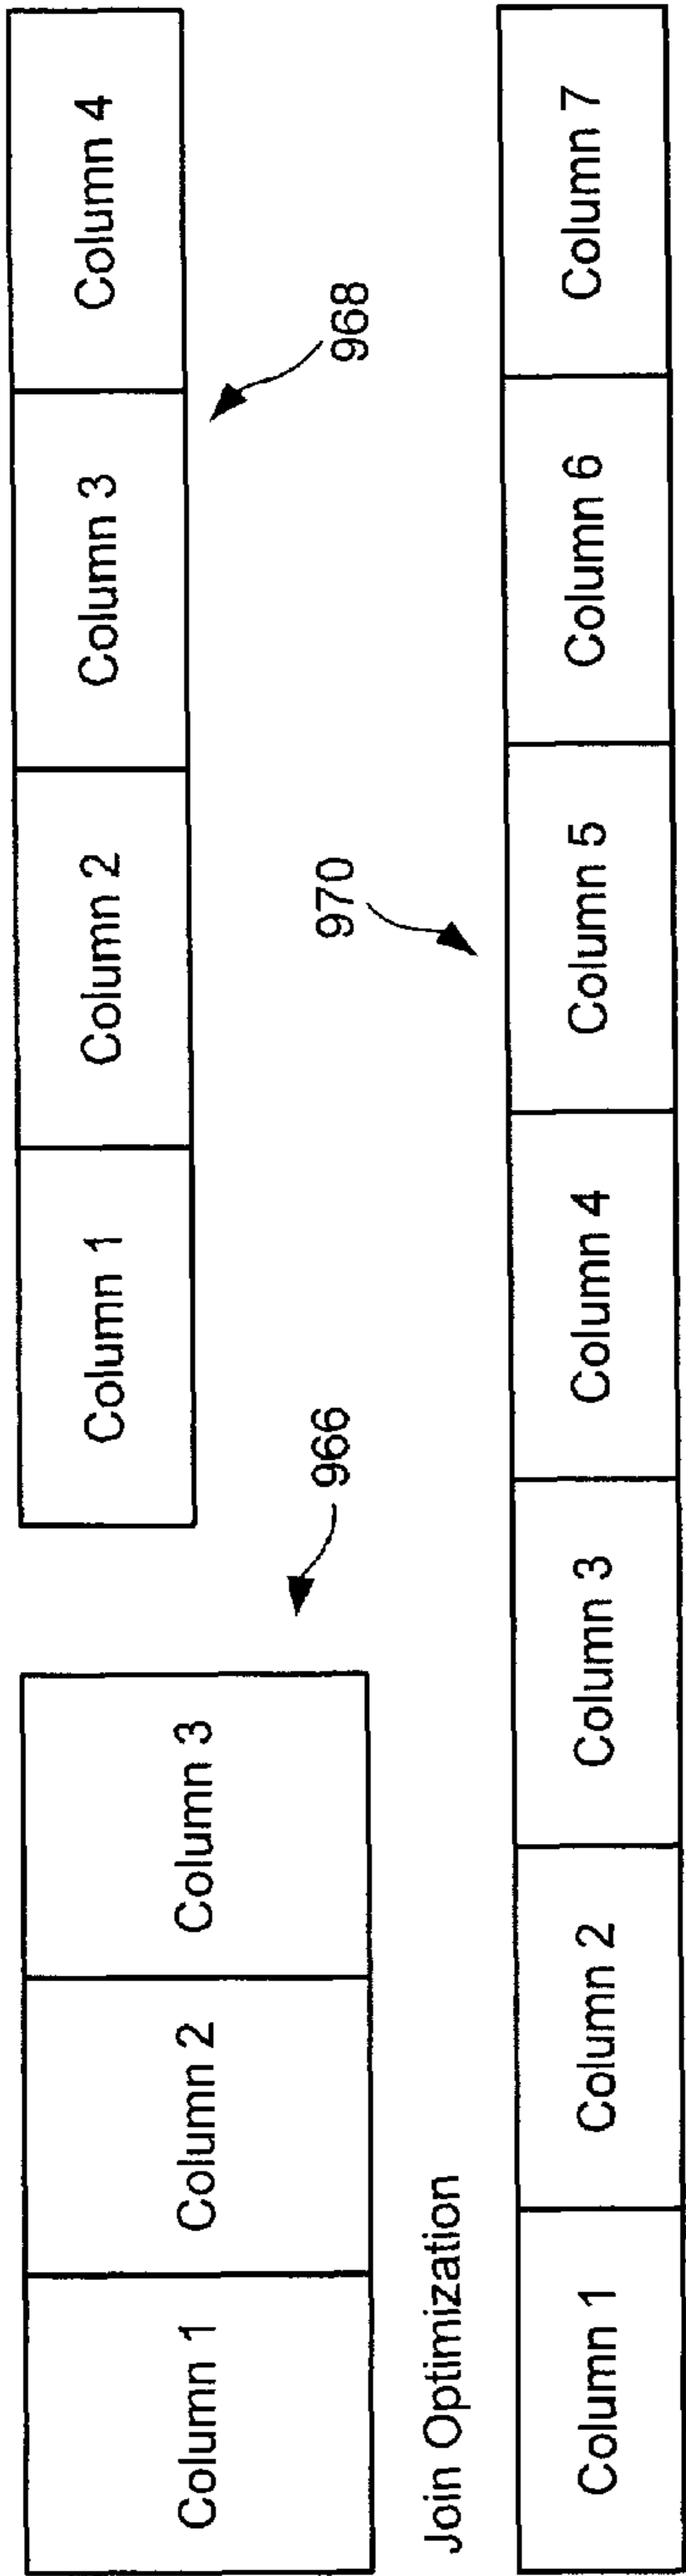 Column 1 Column 2 Column 3
Column 1 Column 2 Column 3 Column 4
966
968
Join Optimization
970
Column 1 Column 2 Column 3 Column 4 Column 5 Column 6 Column 7